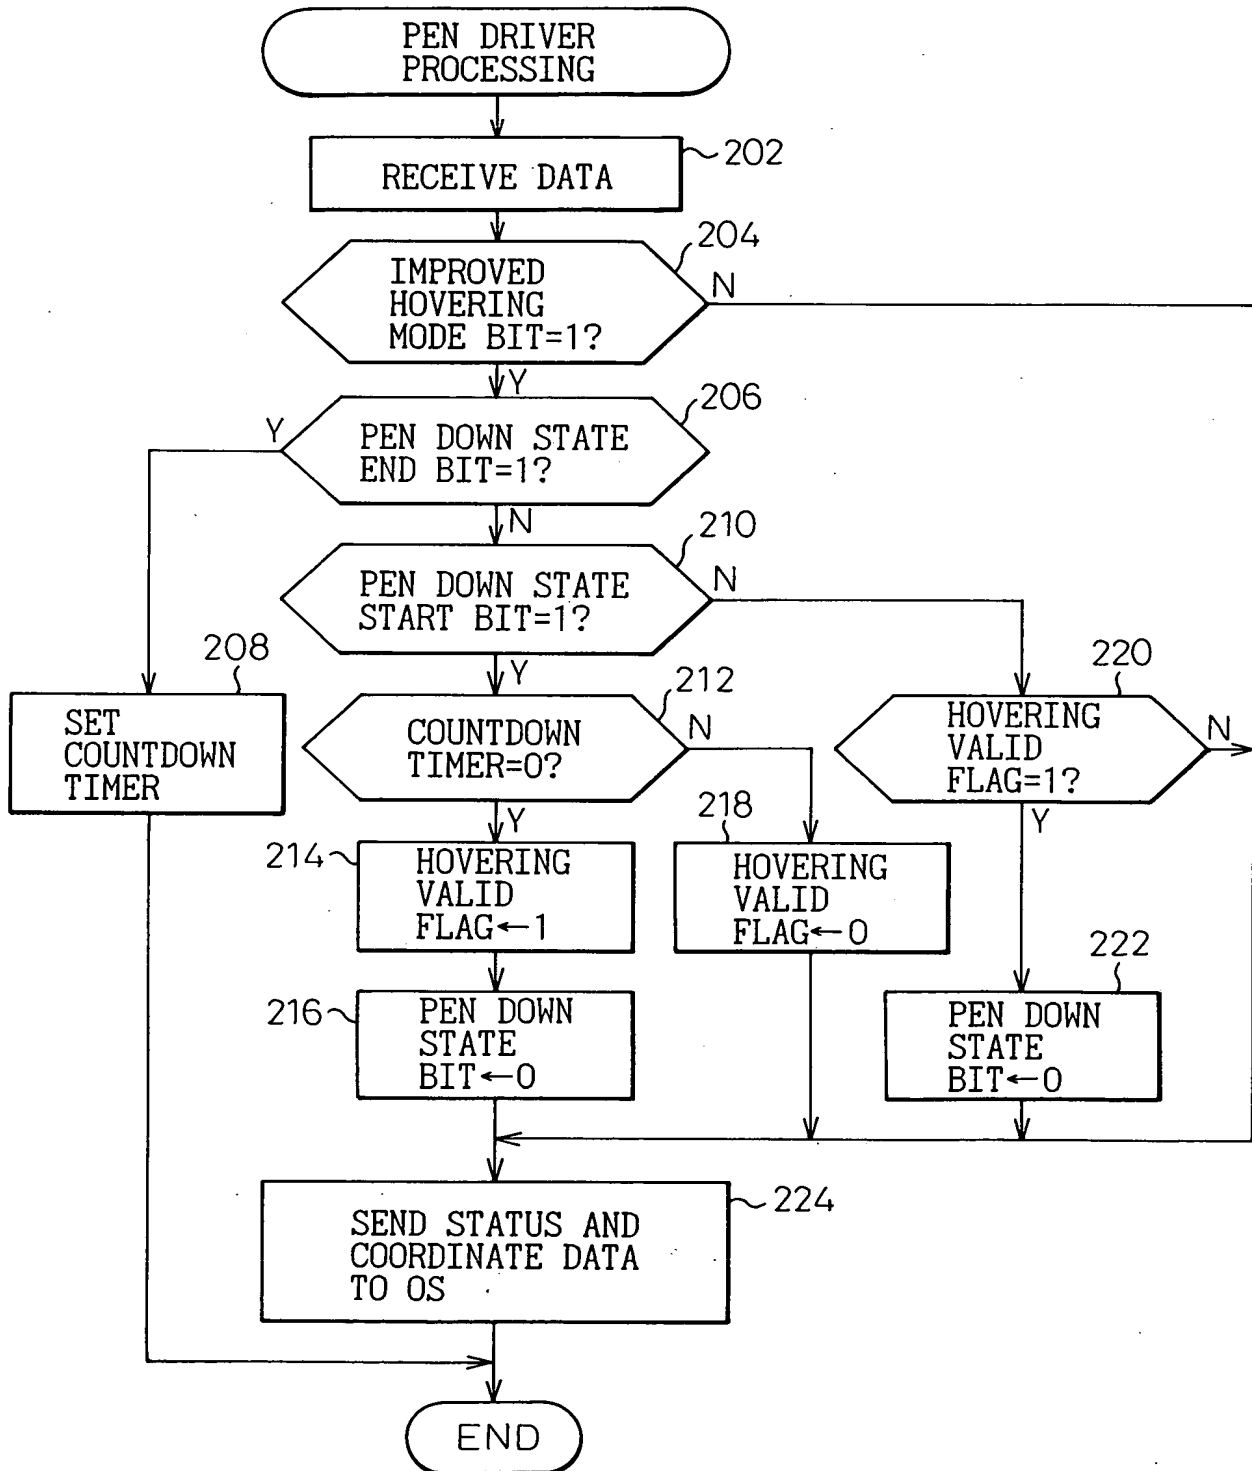 PEN DRIVER
PROCESSING
RECEIVE DATA
202
IMPROVED
HOVERING
MODE BIT=1?
204
N
Y
PEN DOWN STATE
END BIT=1?
206
Y
N
PEN DOWN STATE
START BIT=1?
210
N
Y
208
SET
COUNTDOWN
TIMER
COUNTDOWN
TIMER=0?
212
N
Y
220
HOVERING
VALID
FLAG=1?
N
Y
214
HOVERING
VALID
FLAG←1
218
HOVERING
VALID
FLAG←0
216
PEN DOWN
STATE
BIT←0
222
PEN DOWN
STATE
BIT←0
SEND STATUS AND
COORDINATE DATA
TO OS
224
END